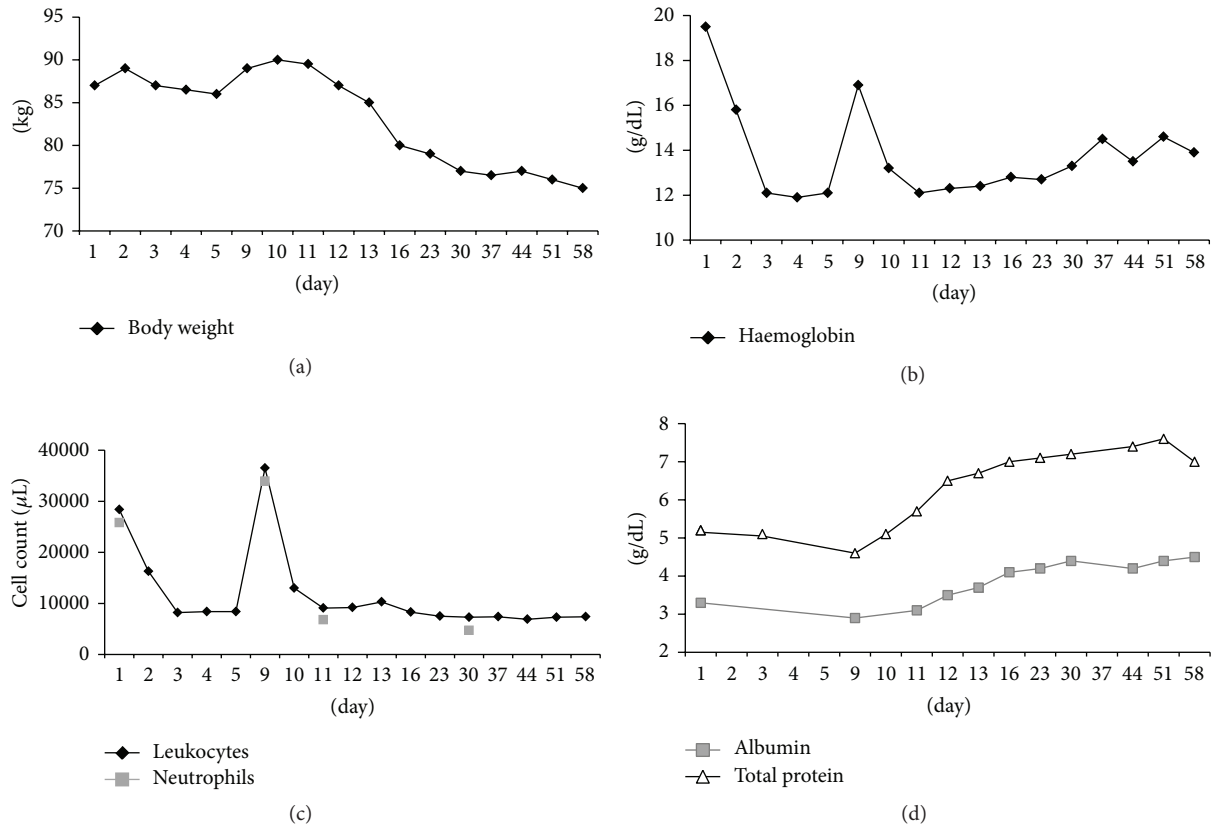 95
90
85
80
75
70
(kg)
1 2 3 4 5 9 10 11 12 13 16 23 30 37 44 51 58
(day)
Body weight
(a)
20
18
16
14
12
10
(g/dL)
1 2 3 4 5 9 10 11 12 13 16 23 30 37 44 51 58
(day)
Haemoglobin
(b)
40000
30000
20000
10000
0
Cell count (μL)
1 2 3 4 5 9 10 11 12 13 16 23 30 37 44 51 58
(day)
Leukocytes
Neutrophils
(c)
8
7
6
5
4
3
2
(g/dL)
1 2 3 4 5 9 10 11 12 13 16 23 30 37 44 51 58
(day)
Albumin
Total protein
(d)